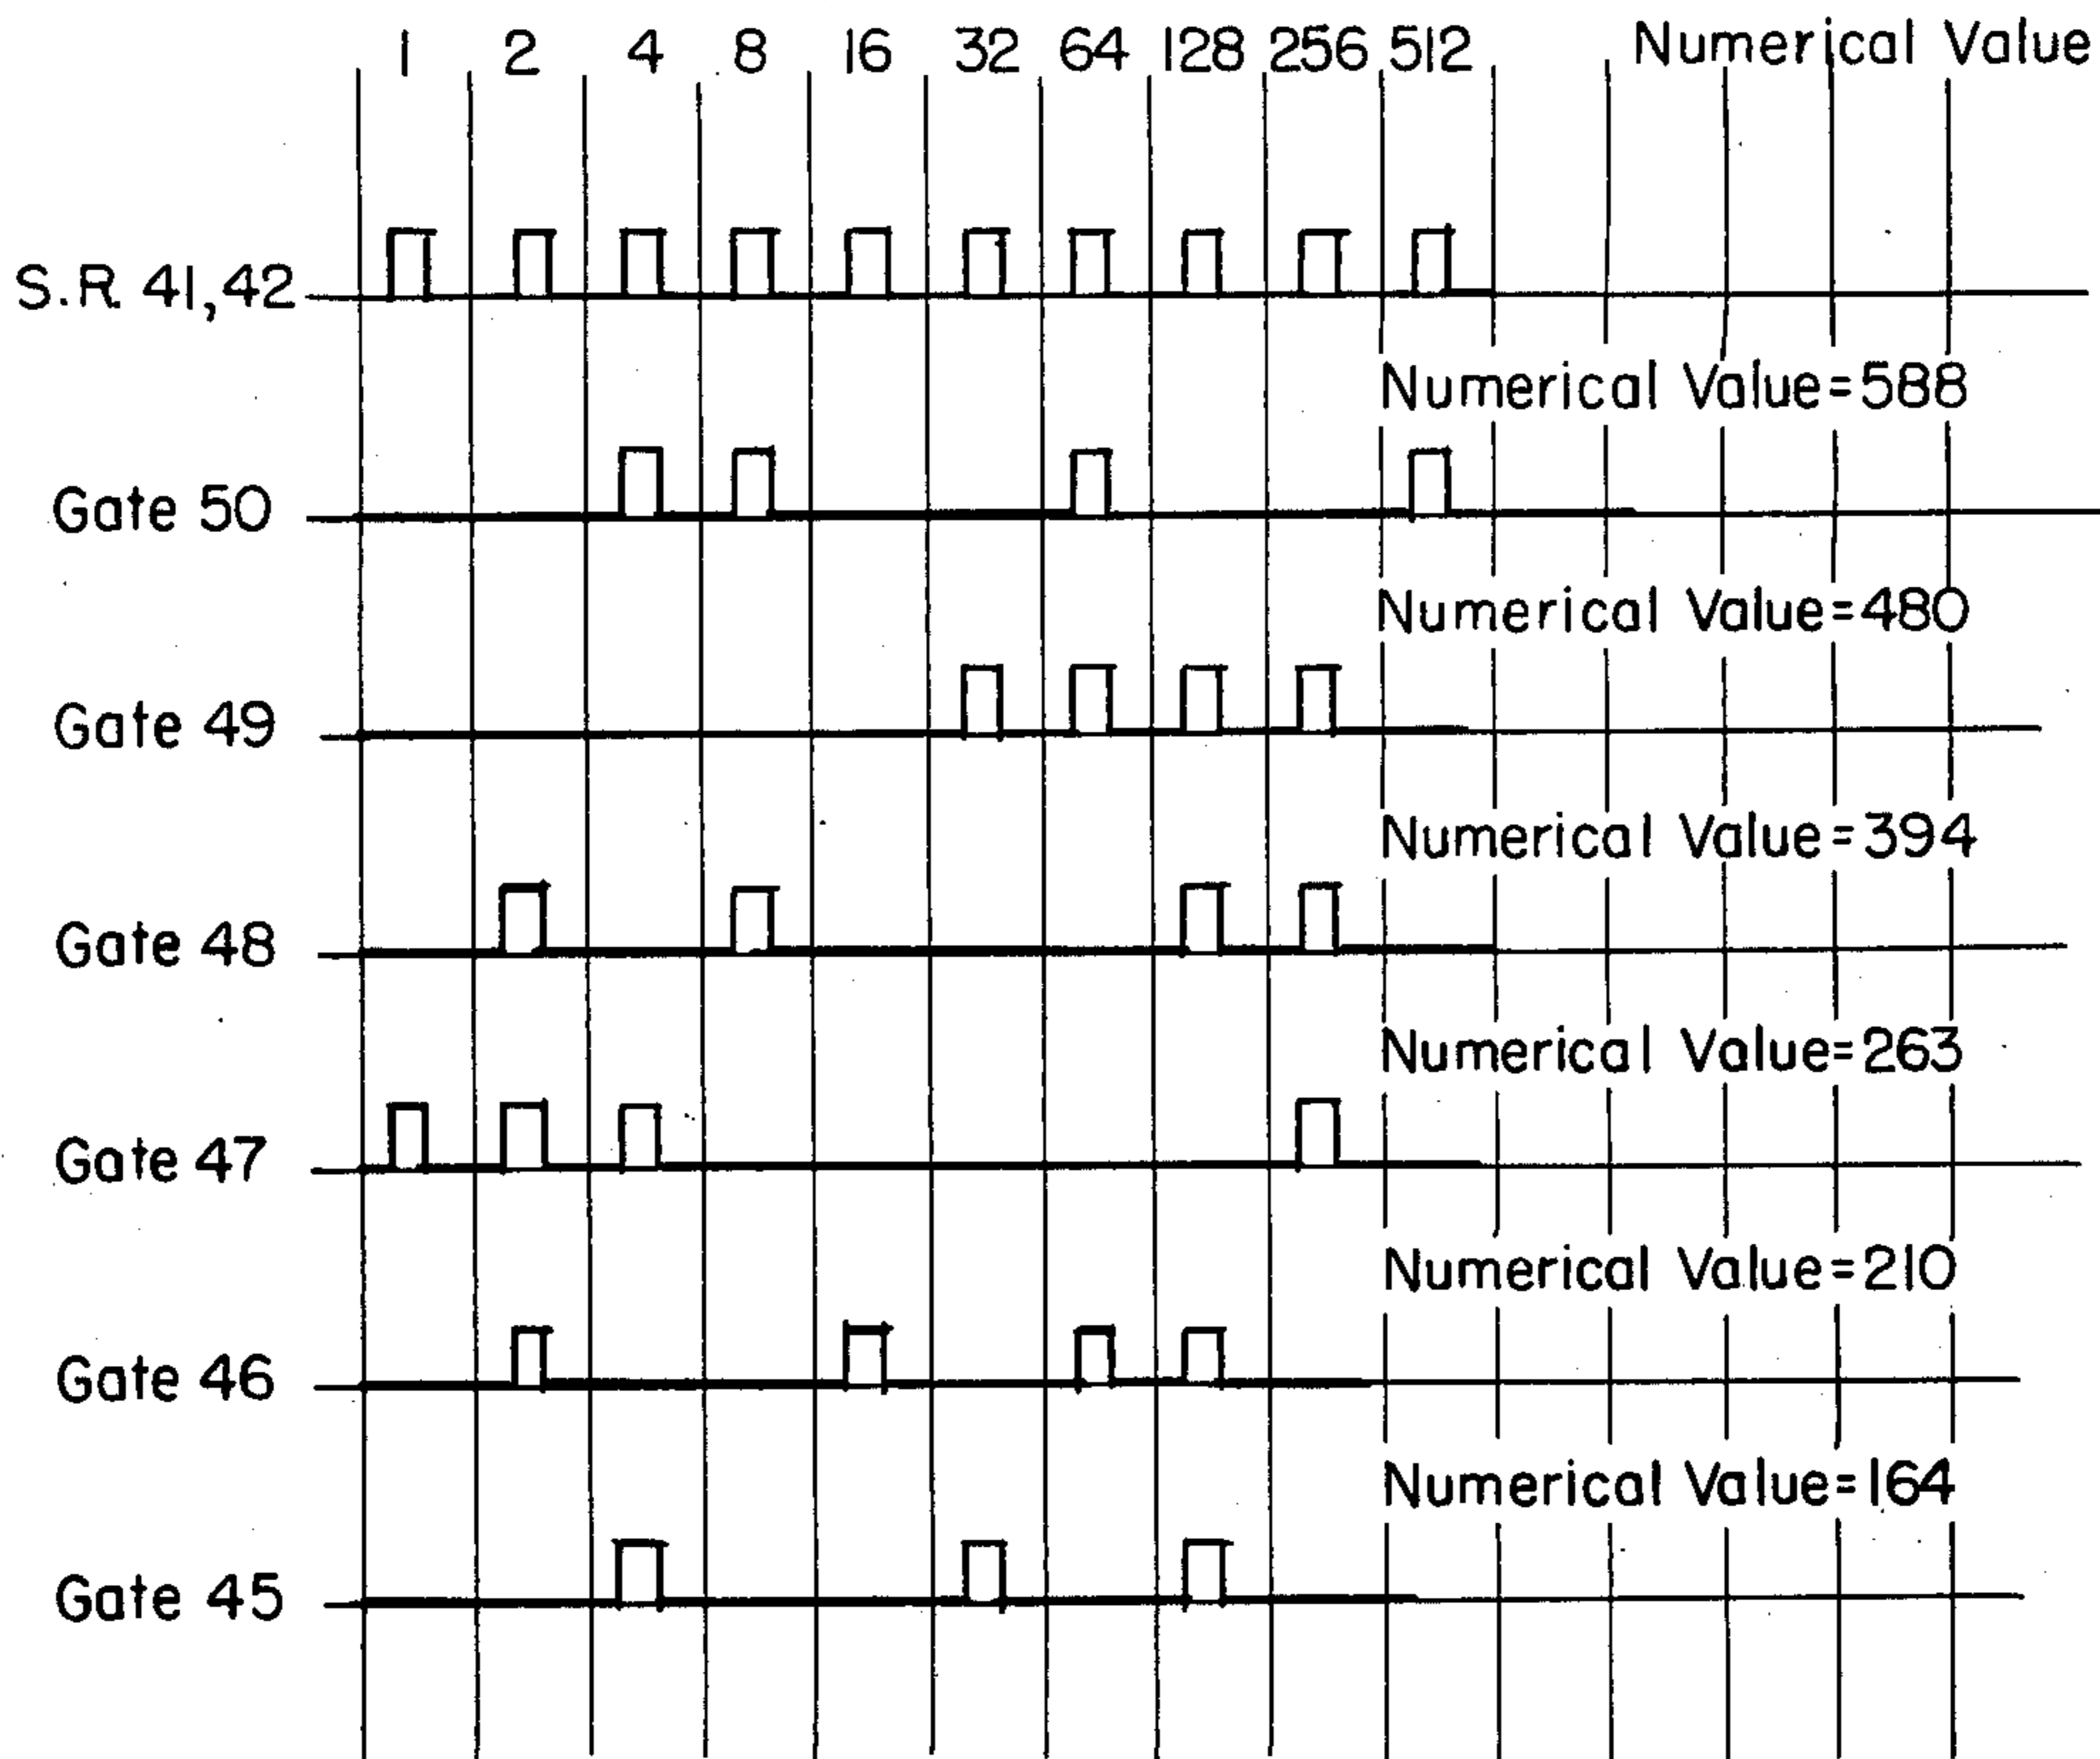 1 2 4 8 16 32 64 128 256 512 Numerical Value
S.R. 41,42
Numerical Value=588
Gate 50
Numerical Value=480
Gate 49
Numerical Value=394
Gate 48
Numerical Value=263
Gate 47
Numerical Value=210
Gate 46
Numerical Value=164
Gate 45